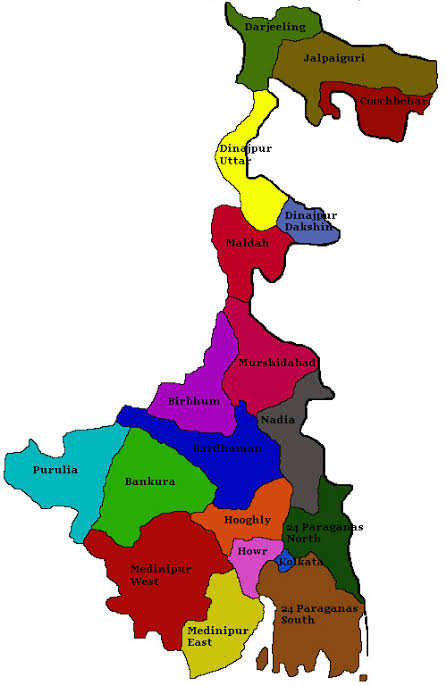 Darjeeling
Jalpaiguri
Coochbehar
Dinajpur
Uttar
Dinajpur
Dakshin
Maldah
Murshidabad
Birbhum
Nadia
Bardhaman
Purulia
Bankura
Hooghly
24 Paraganas
North
Howr
Kolkata
Medinipur
West
24 Paraganas
South
Medinipur
East